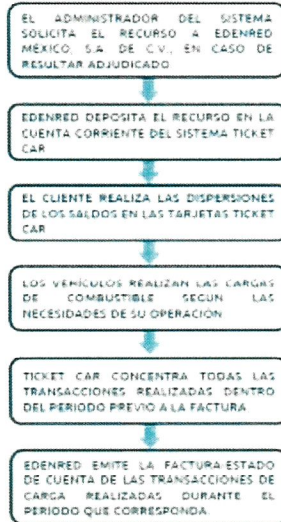 EL ADMINISTRADOR DEL SISTEMA
SOLICITA EL RECURSO A EDENRED
MÉXICO, S.A. DE C.V., EN CASO DE
RESULTAR ADJUDICADO
EDENRED DEPOSITA EL RECURSO EN LA
CUENTA CORRIENTE DEL SISTEMA TICKET
CAR
EL CLIENTE REALIZA LAS DISPERSIONES
DE LOS SALDOS EN LAS TARJETAS TICKET
CAR
LOS VEHÍCULOS REALIZAN LAS CARGAS
DE COMBUSTIBLE SEGUN LAS
NECESIDADES DE SU OPERACIÓN
TICKET CAR CONCENTRA TODAS LAS
TRANSACCIONES REALIZADAS DENTRO
DEL PERIODO PREVIO A LA FACTURA
EDENRED EMITE LA FACTURA-ESTADO
DE CUENTA DE LAS TRANSACCIONES DE
CARGA REALIZADAS DURANTE EL
PERIODO QUE CORRESPONDA.